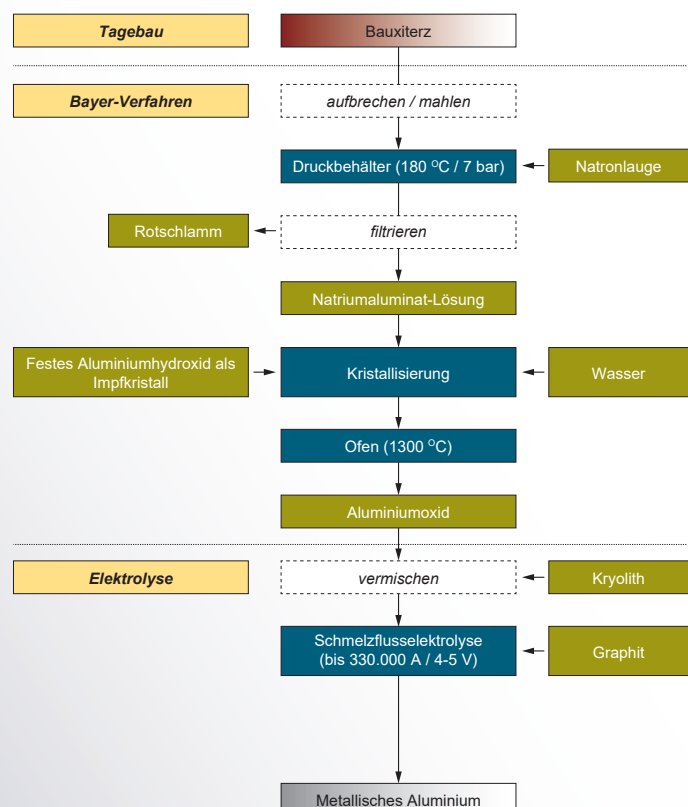 Tagebau
Bauxiterz
Bayer-Verfahren
aufbrechen / mahlen
Druckbehälter (180 °C / 7 bar)
Natronlauge
Rotschlamm
filtrieren
Natriumaluminat-Lösung
Festes Aluminiumhydroxid als
Impfkristall
Kristallisierung
Wasser
Ofen (1300 °C)
Aluminiumoxid
Elektrolyse
vermischen
Kryolith
Schmelzflusselektrolyse
(bis 330.000 A / 4-5 V)
Graphit
Metallisches Aluminium